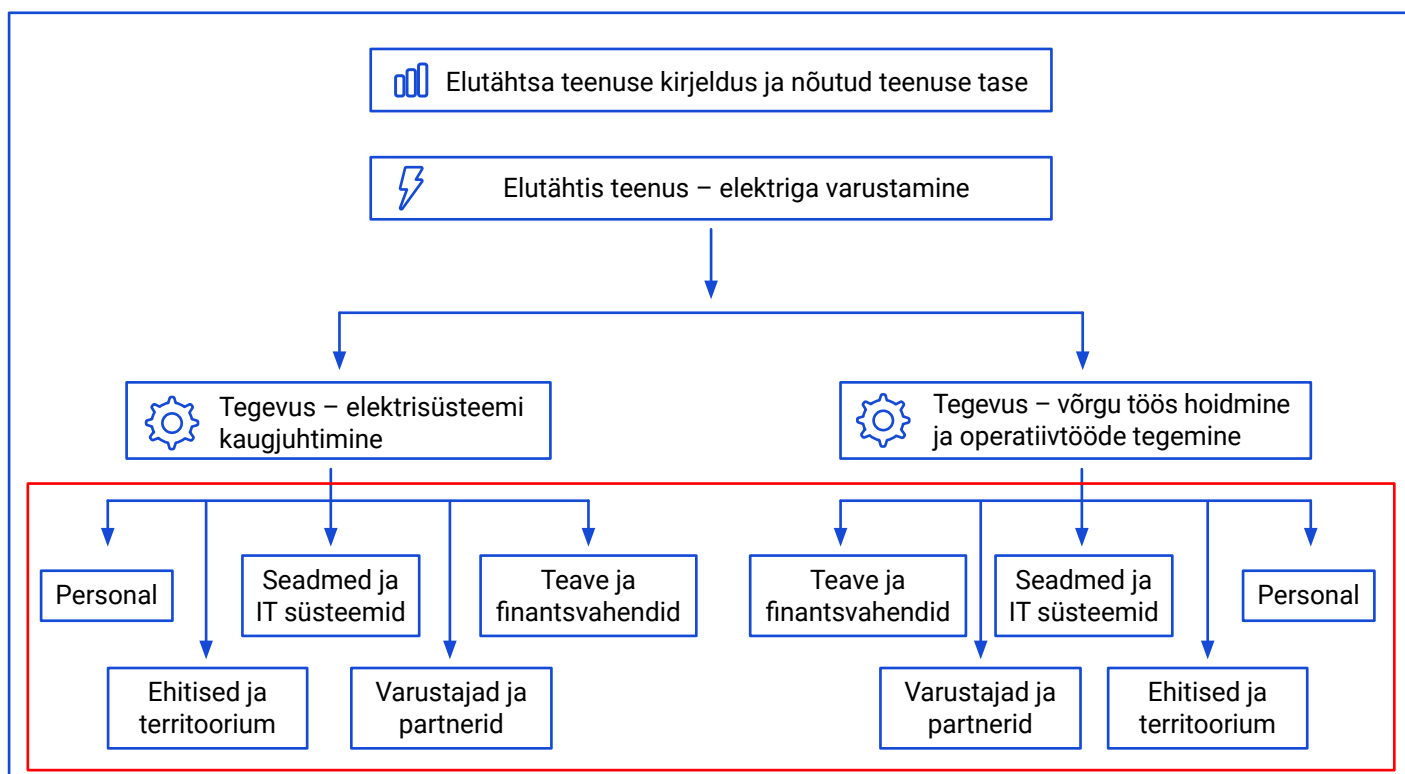 Elutähtsa teenuse kirjeldus ja nõutud teenuse tase
Elutähtis teenus – elektriga varustamine
Tegevus – elektrisüsteemi
kaugjuhtimine
Tegevus – võrgu töös hoidmine
ja operatiivtööde tegemine
Personal
Seadmed ja
IT süsteemid
Teave ja
finantsvahendid
Teave ja
finantsvahendid
Seadmed ja
IT süsteemid
Personal
Ehitised ja
territoorium
Varustajad ja
partnerid
Varustajad ja
partnerid
Ehitised ja
territoorium